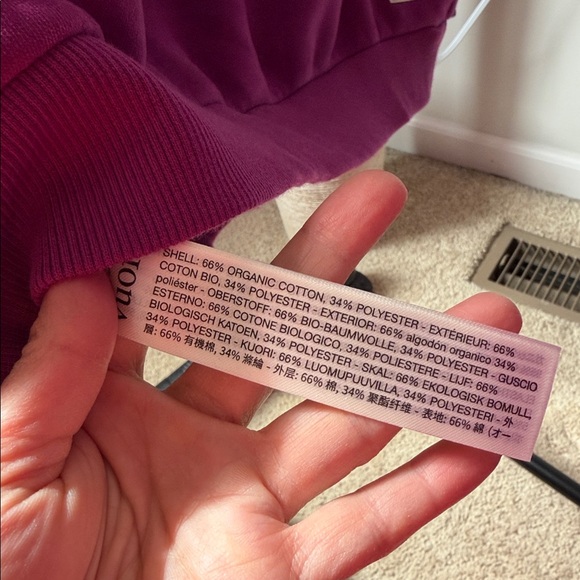 vuori
SHELL: 66% ORGANIC COTTON, 34% POLYESTER - EXTÉRIEUR: 66%
COTON BIO, 34% POLYESTER - EXTERIOR: 66% algodón organico 34%
poliéster - OBERSTOFF: 66% BIO-BAUMWOLLE, 34% POLYESTER - GUSCIO
ESTERNO: 66% COTONE BIOLOGICO, 34% POLIESTERE - LIJF: 66%
BIOLOGISCH KATOEN, 34% POLYESTER - SKAL: 66% EKOLOGISK BOMULL,
34% POLYESTER - KUORI: 66% LUOMUPUUVILLA, 34% POLYESTERI - 外
層: 66% 有機棉, 34% 滌綸 - 外层: 66% 棉, 34% 聚酯纤维 - 表地: 66% 綿 (オー